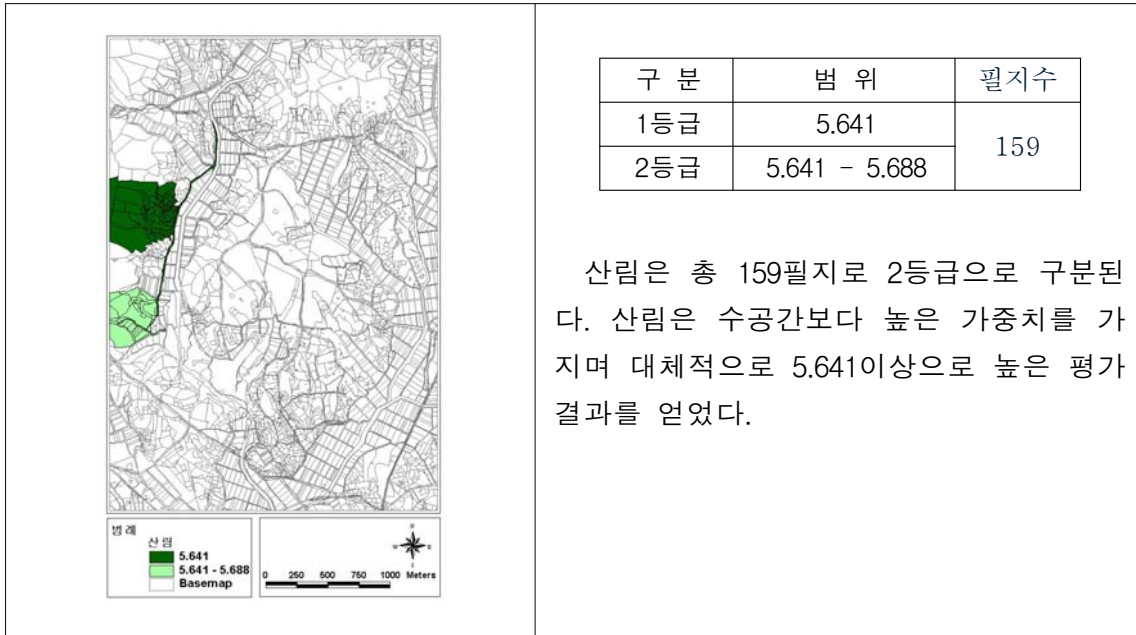 구 분 범 위 필지수
1등급 5.641
159
2등급 5.641 - 5.688
산림은 총 159필지로 2등급으로 구분된
다. 산림은 수공간보다 높은 가중치를 가
지며 대체적으로 5.641이상으로 높은 평가
결과를 얻었다.
범례
산림
5.641
5.641 - 5.688
Basemap
0 250 500 750 1000 Meters